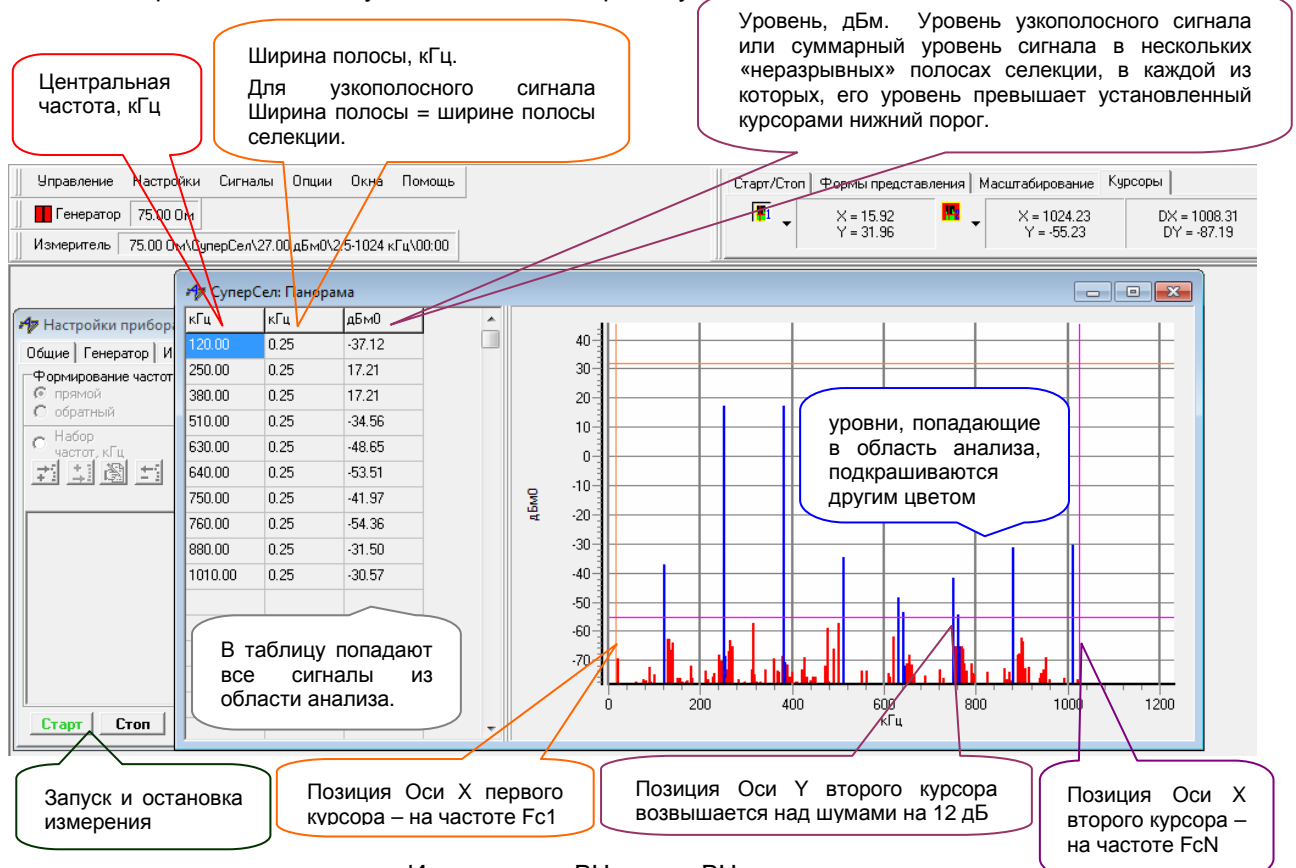 Уровень, дБм. Уровень узкополосного сигнала
или суммарный уровень сигнала в нескольких
«неразрывных» полосах селекции, в каждой из
которых, его уровень превышает установленный
курсорами нижний порог.
Ширина полосы, кГц.
Для узкополосного сигнала
Ширина полосы = ширине полосы
селекции.
Центральная
частота, кГц
Управление Настройки Сигналы Опции Окна Помощь
Генератор 75.00 Ом
Измеритель 75.00 Ом\СуперСел\27.00 дБм0\2.5-1024 кГц\00:00
Старт/Стоп Формы представления Масштабирование Курсоры
X = 15.92
Y = 31.96
X = 1024.23
Y = -55.23
DX = 1008.31
DY = -87.19
СуперСел: Панорама
Настройки прибора
Общие Генератор И
Формирование частот
прямой
обратный
Набор
частот, кГц
Старт Стоп
кГц кГц дБм0
120.00 0.25 -37.12
250.00 0.25 17.21
380.00 0.25 17.21
510.00 0.25 -34.56
630.00 0.25 -48.65
640.00 0.25 -53.51
750.00 0.25 -41.97
760.00 0.25 -54.36
880.00 0.25 -31.50
1010.00 0.25 -30.57
В таблицу попадают
все сигналы из
области анализа.
дБм0
40
30
20
10
0
-10
-20
-30
-40
-50
-60
-70
уровни, попадающие
в область анализа,
подкрашиваются
другим цветом
0 200 400 600 800 1000 1200
кГц
Запуск и остановка
измерения
Позиция Оси X первого
курсора – на частоте Fc1
Позиция Оси Y второго курсора
возвышается над шумами на 12 дБ
Позиция Оси X
второго курсора –
на частоте FcN